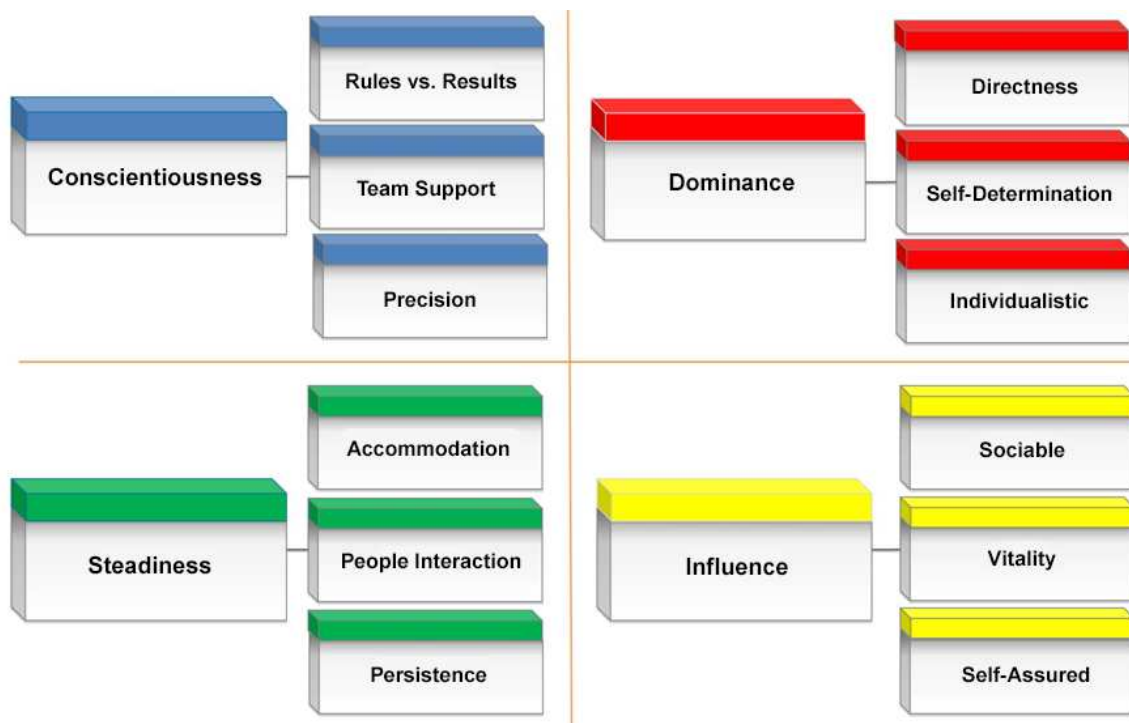 Rules vs. Results
Conscientiousness
Team Support
Precision
Directness
Dominance
Self-Determination
Individualistic
Accommodation
Steadiness
People Interaction
Persistence
Sociable
Influence
Vitality
Self-Assured